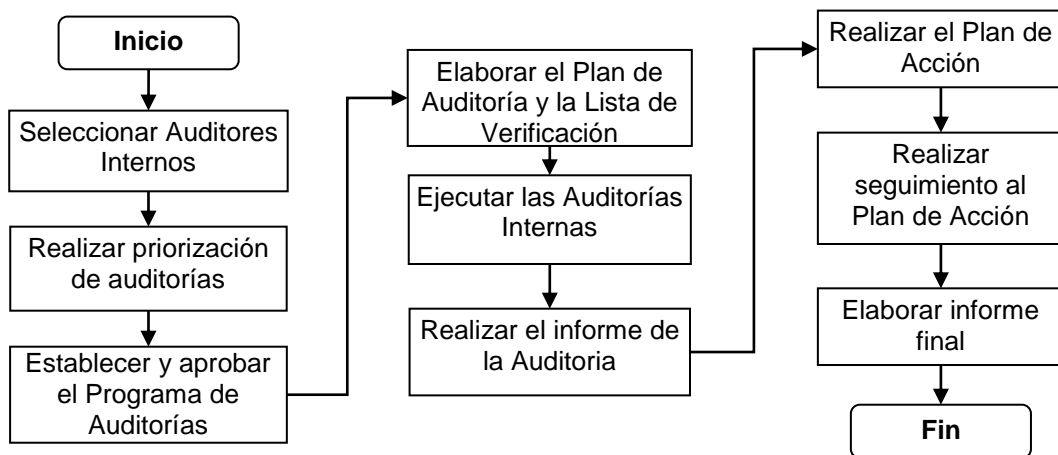 Inicio
Seleccionar Auditores
Internos
Realizar priorización
de auditorías
Establecer y aprobar
el Programa de
Auditorías
Elaborar el Plan de
Auditoría y la Lista de
Verificación
Ejecutar las Auditorías
Internas
Realizar el informe de
la Auditoria
Realizar el Plan de
Acción
Realizar
seguimiento al
Plan de Acción
Elaborar informe
final
Fin